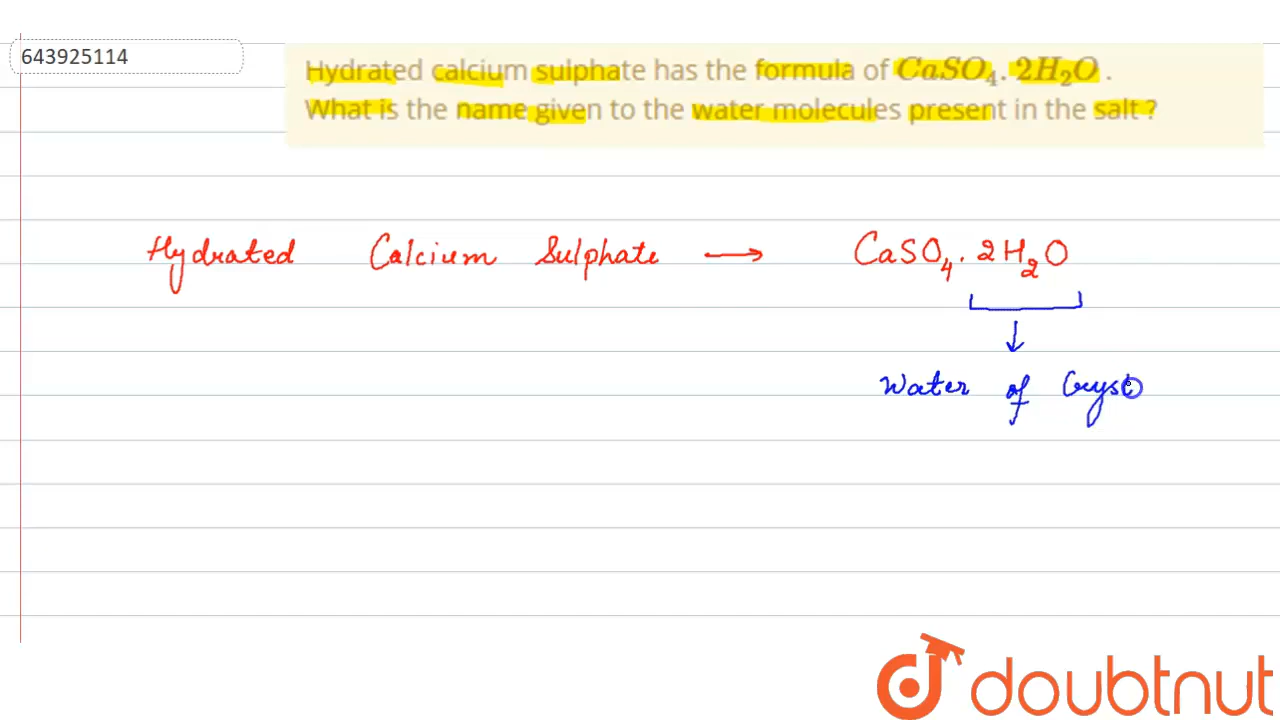 643925114
Hydrated calcium sulphate has the formula of CaSO₄. 2H₂O .
What is the name given to the water molecules present in the salt ?
Hydrated Calcium Sulphate → CaSO₄. 2H₂O
Water of Cryst
doubtnut